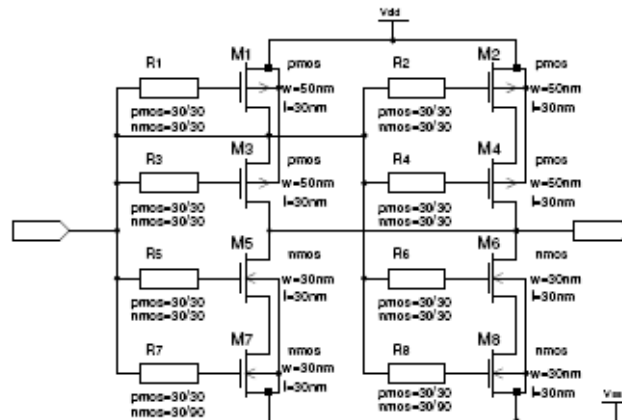 Vdd
R1
M1
pmos
w=50nm
l=30nm
pmos=30/30
nmos=30/30
R2
M2
pmos
w=50nm
l=30nm
pmos=30/30
nmos=30/30
R3
M3
pmos
w=50nm
l=30nm
pmos=30/30
nmos=30/30
R4
M4
pmos
w=50nm
l=30nm
pmos=30/30
nmos=30/30
R5
M5
nmos
w=30nm
l=30nm
pmos=30/30
nmos=30/30
R6
M6
nmos
w=30nm
l=30nm
pmos=30/30
nmos=30/30
R7
M7
nmos
w=30nm
l=30nm
pmos=30/30
nmos=30/90
R8
M8
nmos
w=30nm
l=30nm
pmos=30/30
nmos=30/90